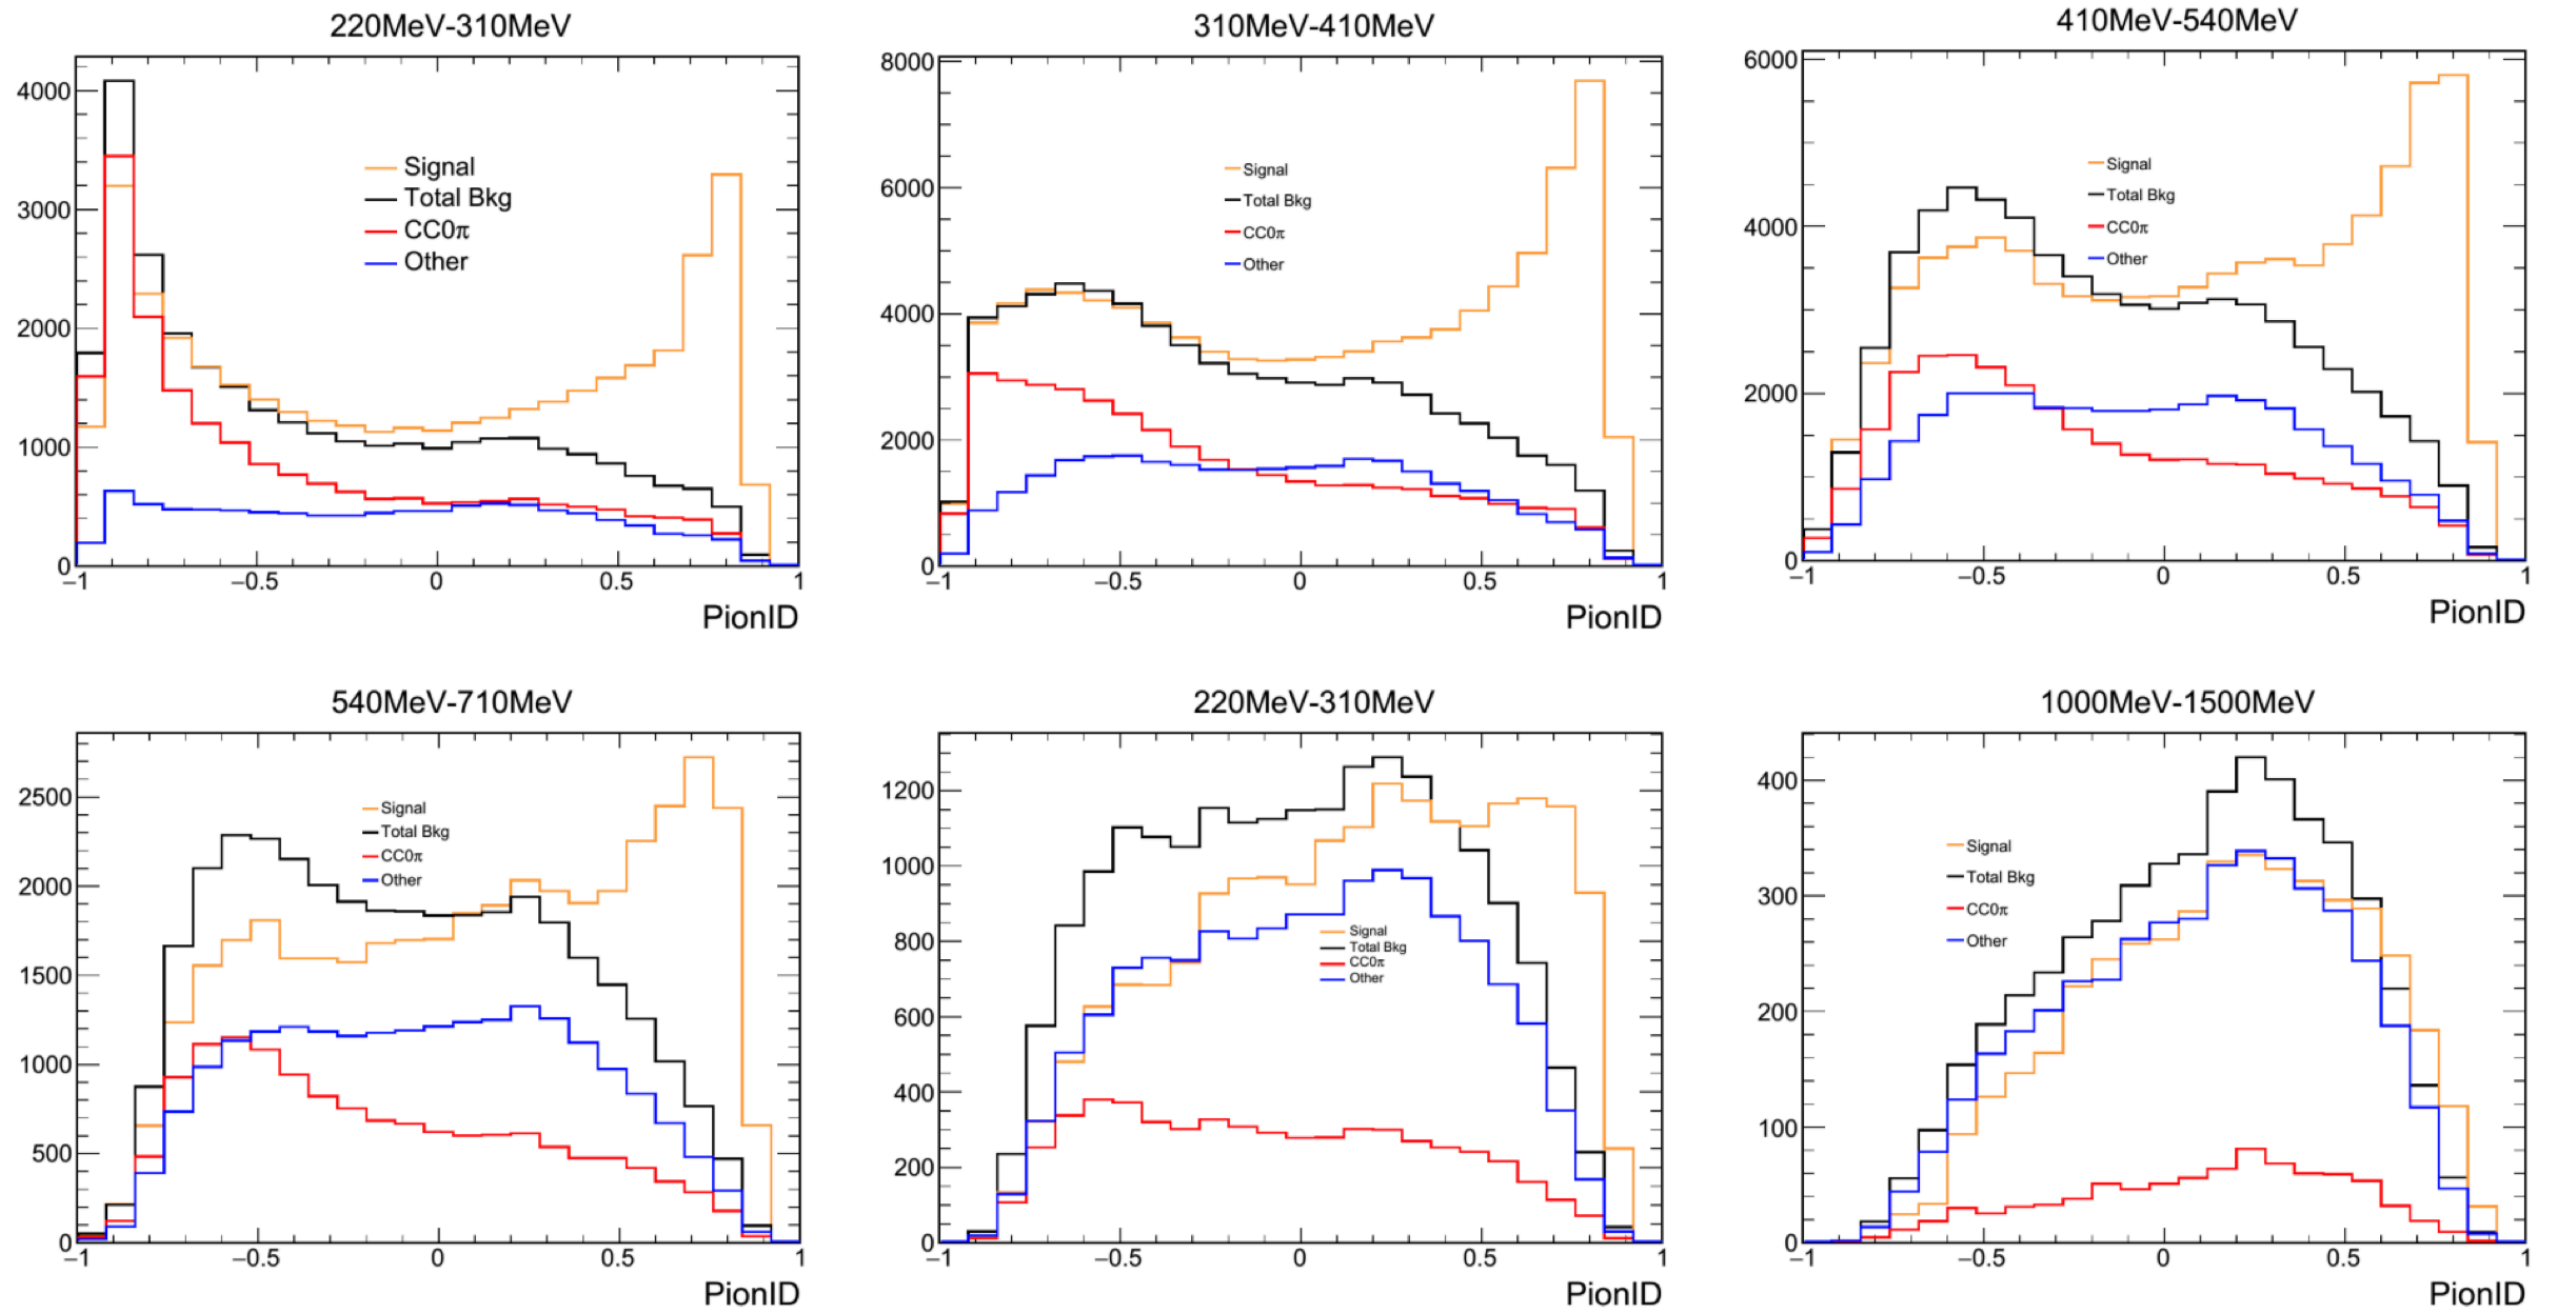 220MeV-310MeV
4000
3000
2000
1000
0
Signal
Total Bkg
CC0π
Other
−1
−0.5
0
0.5
1
PionID
310MeV-410MeV
8000
6000
4000
2000
0
Signal
Total Bkg
CC0π
Other
−1
−0.5
0
0.5
1
PionID
410MeV-540MeV
6000
4000
2000
0
Signal
Total Bkg
CC0π
Other
−1
−0.5
0
0.5
1
PionID
540MeV-710MeV
2500
2000
1500
1000
500
0
Signal
Total Bkg
CC0π
Other
−1
−0.5
0
0.5
1
PionID
220MeV-310MeV
1200
1000
800
600
400
200
0
Signal
Total Bkg
CC0π
Other
−1
−0.5
0
0.5
1
PionID
1000MeV-1500MeV
400
300
200
100
0
Signal
Total Bkg
CC0π
Other
−1
−0.5
0
0.5
1
PionID